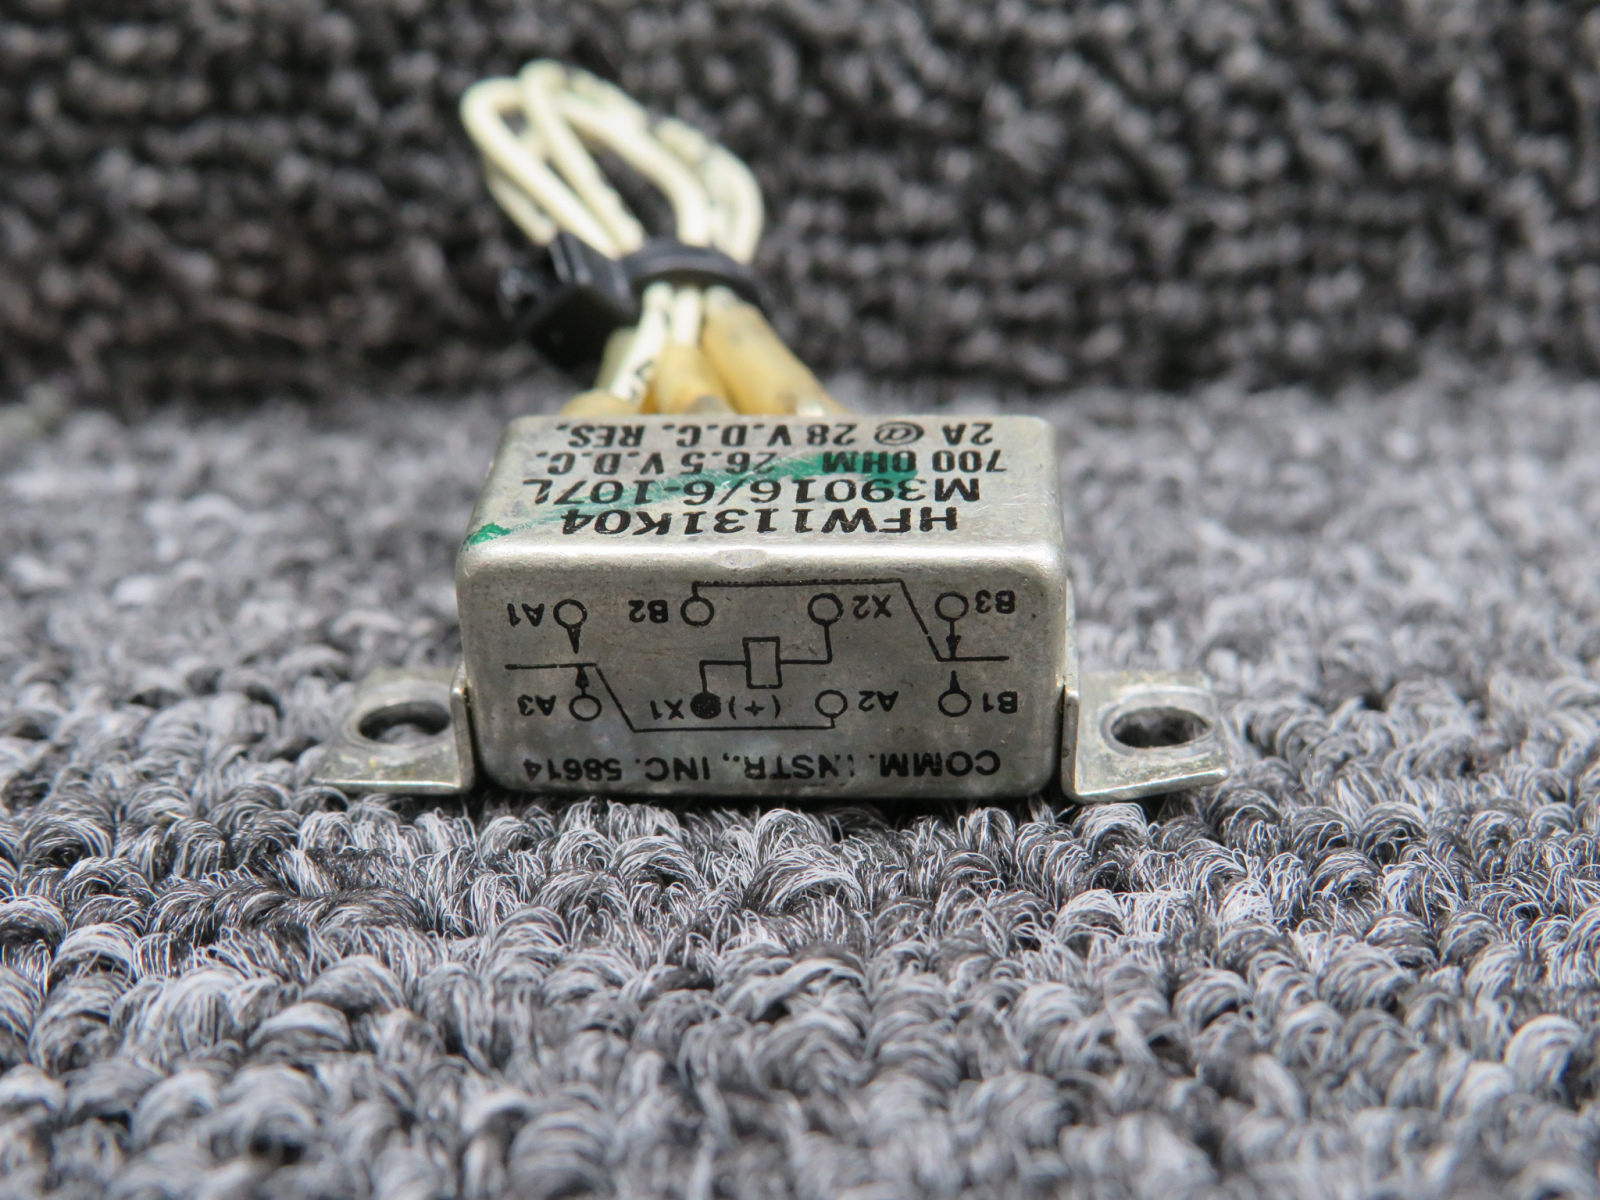 COMM. INSTR., INC. 58614
B1 A2 (+) X1 A3
B3 X2 B2 A1
HFW1131K04
M39016/6-107L
700 OHM 26.5 V.D.C.
2A @ 28 V.D.C. RES.